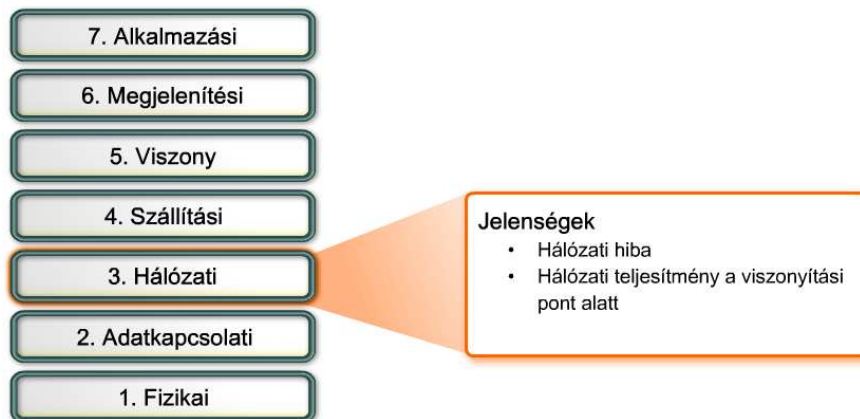 7. Alkalmazási
6. Megjelenítési
5. Viszony
4. Szállítási
3. Hálózati
2. Adatkapcsolati
1. Fizikai
Jelenségek
• Hálózati hiba
• Hálózati teljesítmény a viszonyítási
pont alatt